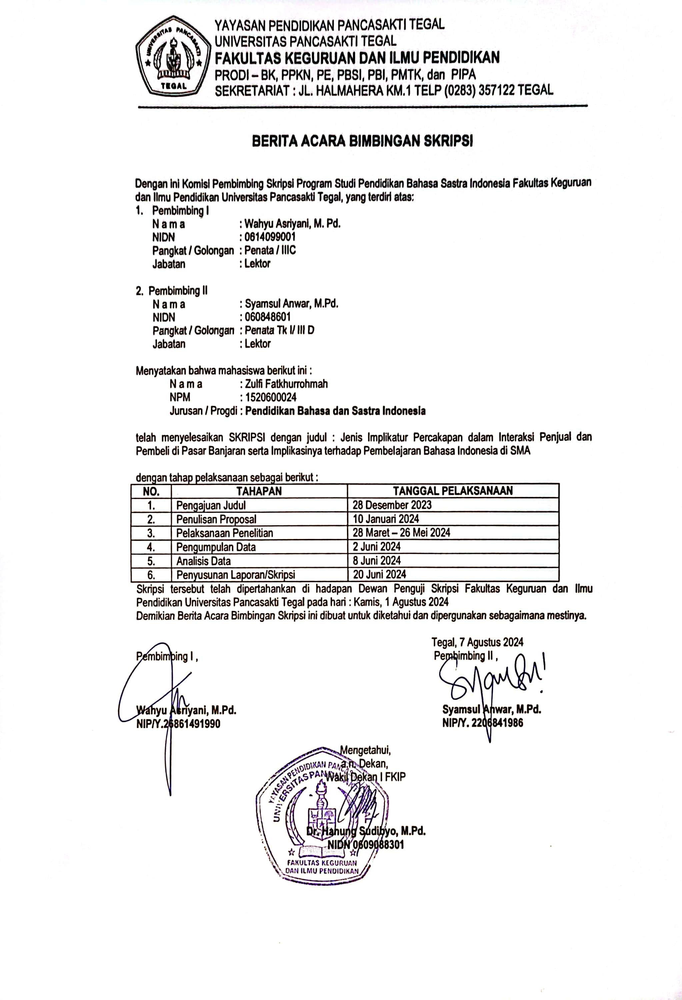 UNIVERSITAS PANCASAKTI
TEGAL
YAYASAN PENDIDIKAN PANCASAKTI TEGAL
UNIVERSITAS PANCASAKTI TEGAL
FAKULTAS KEGURUAN DAN ILMU PENDIDIKAN
PRODI – BK, PPKN, PE, PBSI, PBI, PMTK, dan PIPA
SEKRETARIAT : JL. HALMAHERA KM.1 TELP (0283) 357122 TEGAL
BERITA ACARA BIMBINGAN SKRIPSI
Dengan ini Komisi Pembimbing Skripsi Program Studi Pendidikan Bahasa Sastra Indonesia Fakultas Keguruan
dan Ilmu Pendidikan Universitas Pancasakti Tegal, yang terdiri atas:
1. Pembimbing I
N a m a : Wahyu Asriyani, M. Pd.
NIDN : 0614099001
Pangkat / Golongan : Penata / IIIC
Jabatan : Lektor
2. Pembimbing II
N a m a : Syamsul Anwar, M.Pd.
NIDN : 060848601
Pangkat / Golongan : Penata Tk I/ III D
Jabatan : Lektor
Menyatakan bahwa mahasiswa berikut ini :
N a m a : Zulfi Fatkhurrohmah
NPM : 1520600024
Jurusan / Progdi : Pendidikan Bahasa dan Sastra Indonesia
telah menyelesaikan SKRIPSI dengan judul : Jenis Implikatur Percakapan dalam Interaksi Penjual dan
Pembeli di Pasar Banjaran serta Implikasinya terhadap Pembelajaran Bahasa Indonesia di SMA
dengan tahap pelaksanaan sebagai berikut :
NO. TAHAPAN TANGGAL PELAKSANAAN
1. Pengajuan Judul 28 Desember 2023
2. Penulisan Proposal 10 Januari 2024
3. Pelaksanaan Penelitian 28 Maret – 26 Mei 2024
4. Pengumpulan Data 2 Juni 2024
5. Analisis Data 8 Juni 2024
6. Penyusunan Laporan/Skripsi 20 Juni 2024
Skripsi tersebut telah dipertahankan di hadapan Dewan Penguji Skripsi Fakultas Keguruan dan Ilmu
Pendidikan Universitas Pancasakti Tegal pada hari : Kamis, 1 Agustus 2024
Demikian Berita Acara Bimbingan Skripsi ini dibuat untuk diketahui dan dipergunakan sebagaimana mestinya.
Tegal, 7 Agustus 2024
Pembimbing I , Pembimbing II ,
Wahyu Asriyani, M.Pd. Syamsul Anwar, M.Pd.
NIP/Y.26861491990 NIP/Y. 2206841986
Mengetahui,
a.n. Dekan,
Wakil Dekan I FKIP
YAYASAN PENDIDIKAN
UNIVERSITAS
Dr. Hanung Sudibyo, M.Pd.
NIDN 0609088301
FAKULTAS KEGURUAN
DAN ILMU PENDIDIKAN